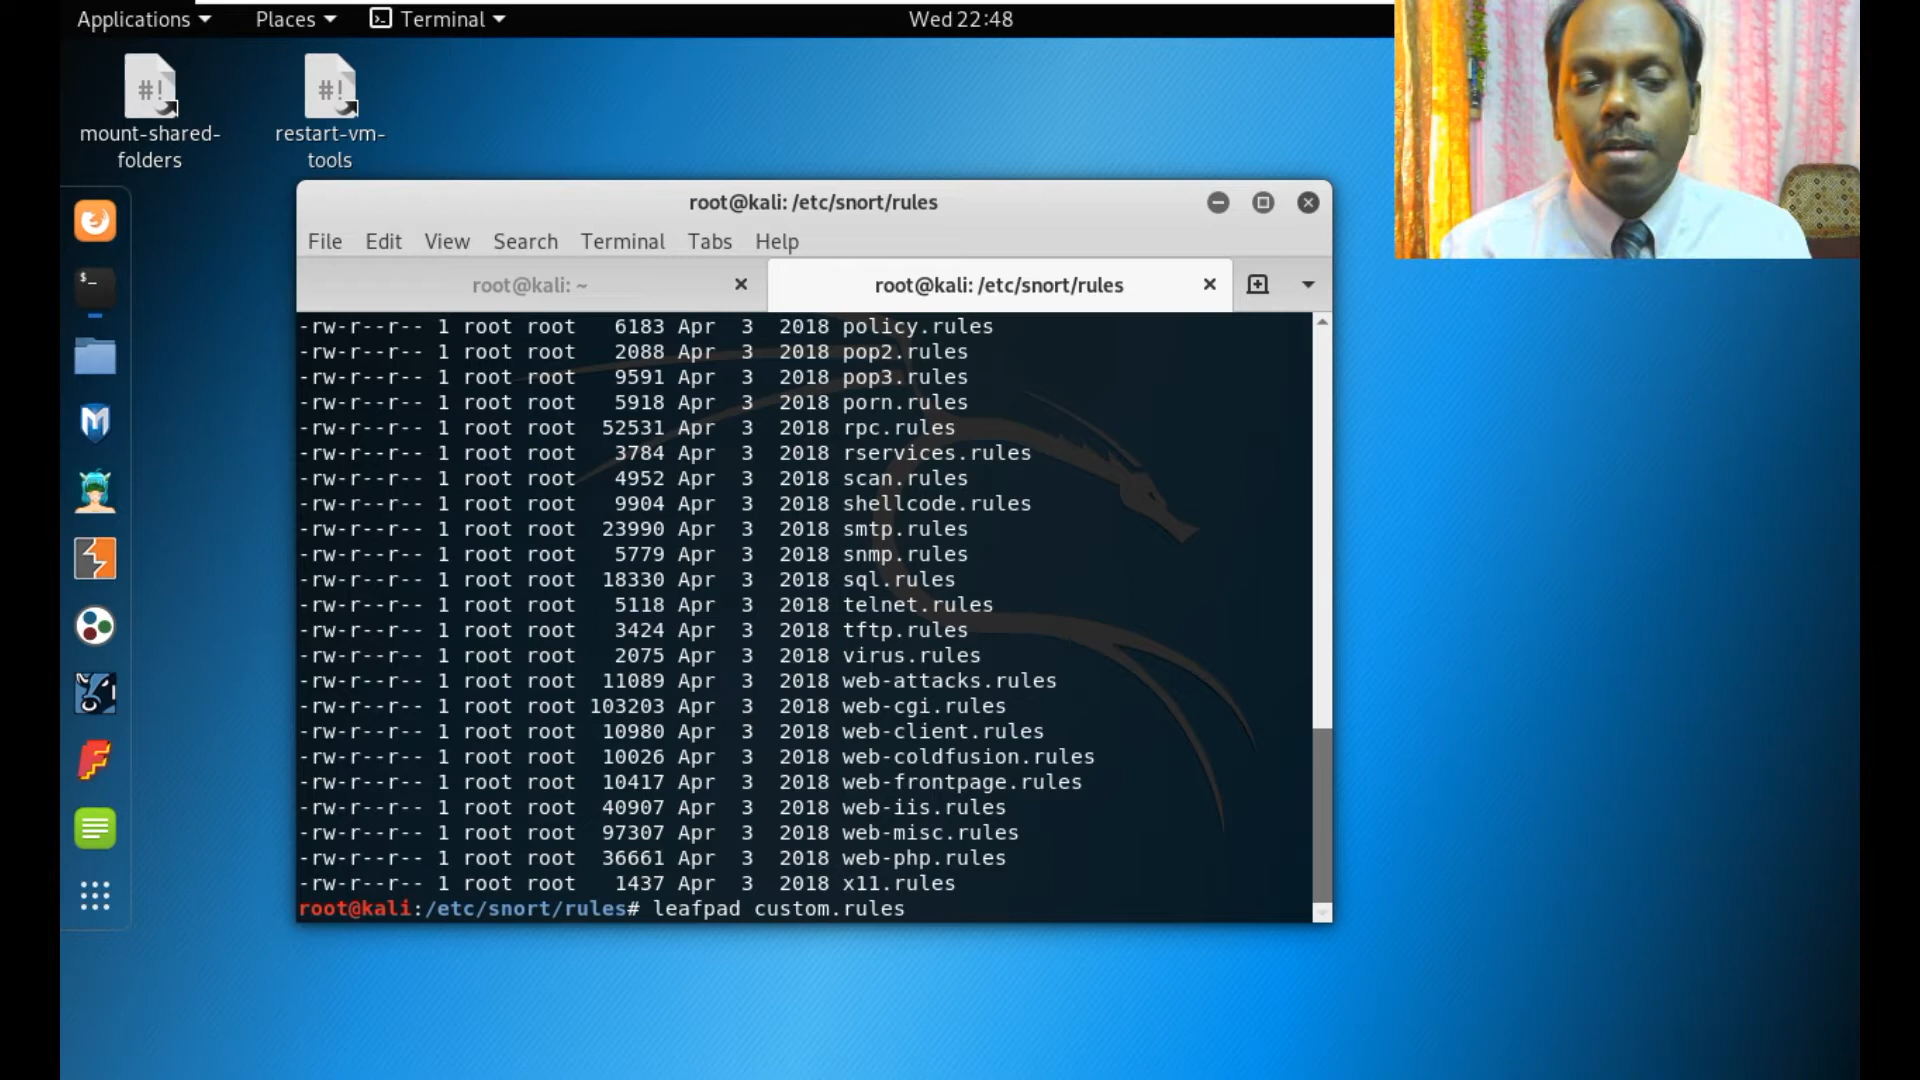 Applications Places Terminal Wed 22:48
#! #!
mount-shared-folders
restart-vm-tools
root@kali: /etc/snort/rules
File Edit View Search Terminal Tabs Help
root@kali: ~ root@kali: /etc/snort/rules
-rw-r--r-- 1 root root 6183 Apr 3 2018 policy.rules
-rw-r--r-- 1 root root 2088 Apr 3 2018 pop2.rules
-rw-r--r-- 1 root root 9591 Apr 3 2018 pop3.rules
-rw-r--r-- 1 root root 5918 Apr 3 2018 porn.rules
-rw-r--r-- 1 root root 52531 Apr 3 2018 rpc.rules
-rw-r--r-- 1 root root 3784 Apr 3 2018 rservices.rules
-rw-r--r-- 1 root root 4952 Apr 3 2018 scan.rules
-rw-r--r-- 1 root root 9904 Apr 3 2018 shellcode.rules
-rw-r--r-- 1 root root 23990 Apr 3 2018 smtp.rules
-rw-r--r-- 1 root root 5779 Apr 3 2018 snmp.rules
-rw-r--r-- 1 root root 18330 Apr 3 2018 sql.rules
-rw-r--r-- 1 root root 5118 Apr 3 2018 telnet.rules
-rw-r--r-- 1 root root 3424 Apr 3 2018 tftp.rules
-rw-r--r-- 1 root root 2075 Apr 3 2018 virus.rules
-rw-r--r-- 1 root root 11089 Apr 3 2018 web-attacks.rules
-rw-r--r-- 1 root root 103203 Apr 3 2018 web-cgi.rules
-rw-r--r-- 1 root root 10980 Apr 3 2018 web-client.rules
-rw-r--r-- 1 root root 10026 Apr 3 2018 web-coldfusion.rules
-rw-r--r-- 1 root root 10417 Apr 3 2018 web-frontpage.rules
-rw-r--r-- 1 root root 40907 Apr 3 2018 web-iis.rules
-rw-r--r-- 1 root root 97307 Apr 3 2018 web-misc.rules
-rw-r--r-- 1 root root 36661 Apr 3 2018 web-php.rules
-rw-r--r-- 1 root root 1437 Apr 3 2018 x11.rules
root@kali:/etc/snort/rules# leafpad custom.rules